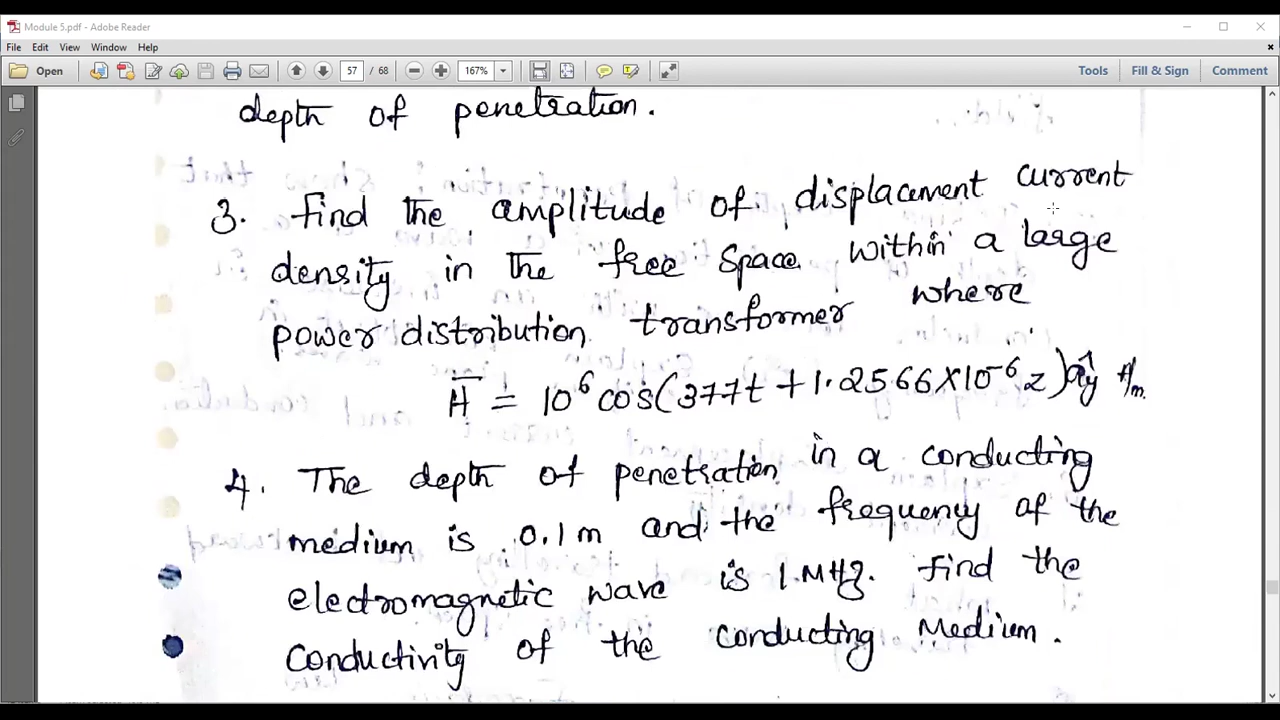 Module 5.pdf - Adobe Reader
File Edit View Window Help
Open 57 / 68 167% Tools Fill & Sign Comment
depth of penetration.
3. find the amplitude of displacement current
density in the free space within a large
power distribution transformer where
H̅ = 10⁶ cos(377t + 1.2566×10⁻⁶ z) ây A/m.
4. The depth of penetration in a conducting
medium is 0.1m and the frequency of the
electromagnetic wave is 1.MHz. find the
conductivity of the conducting Medium.